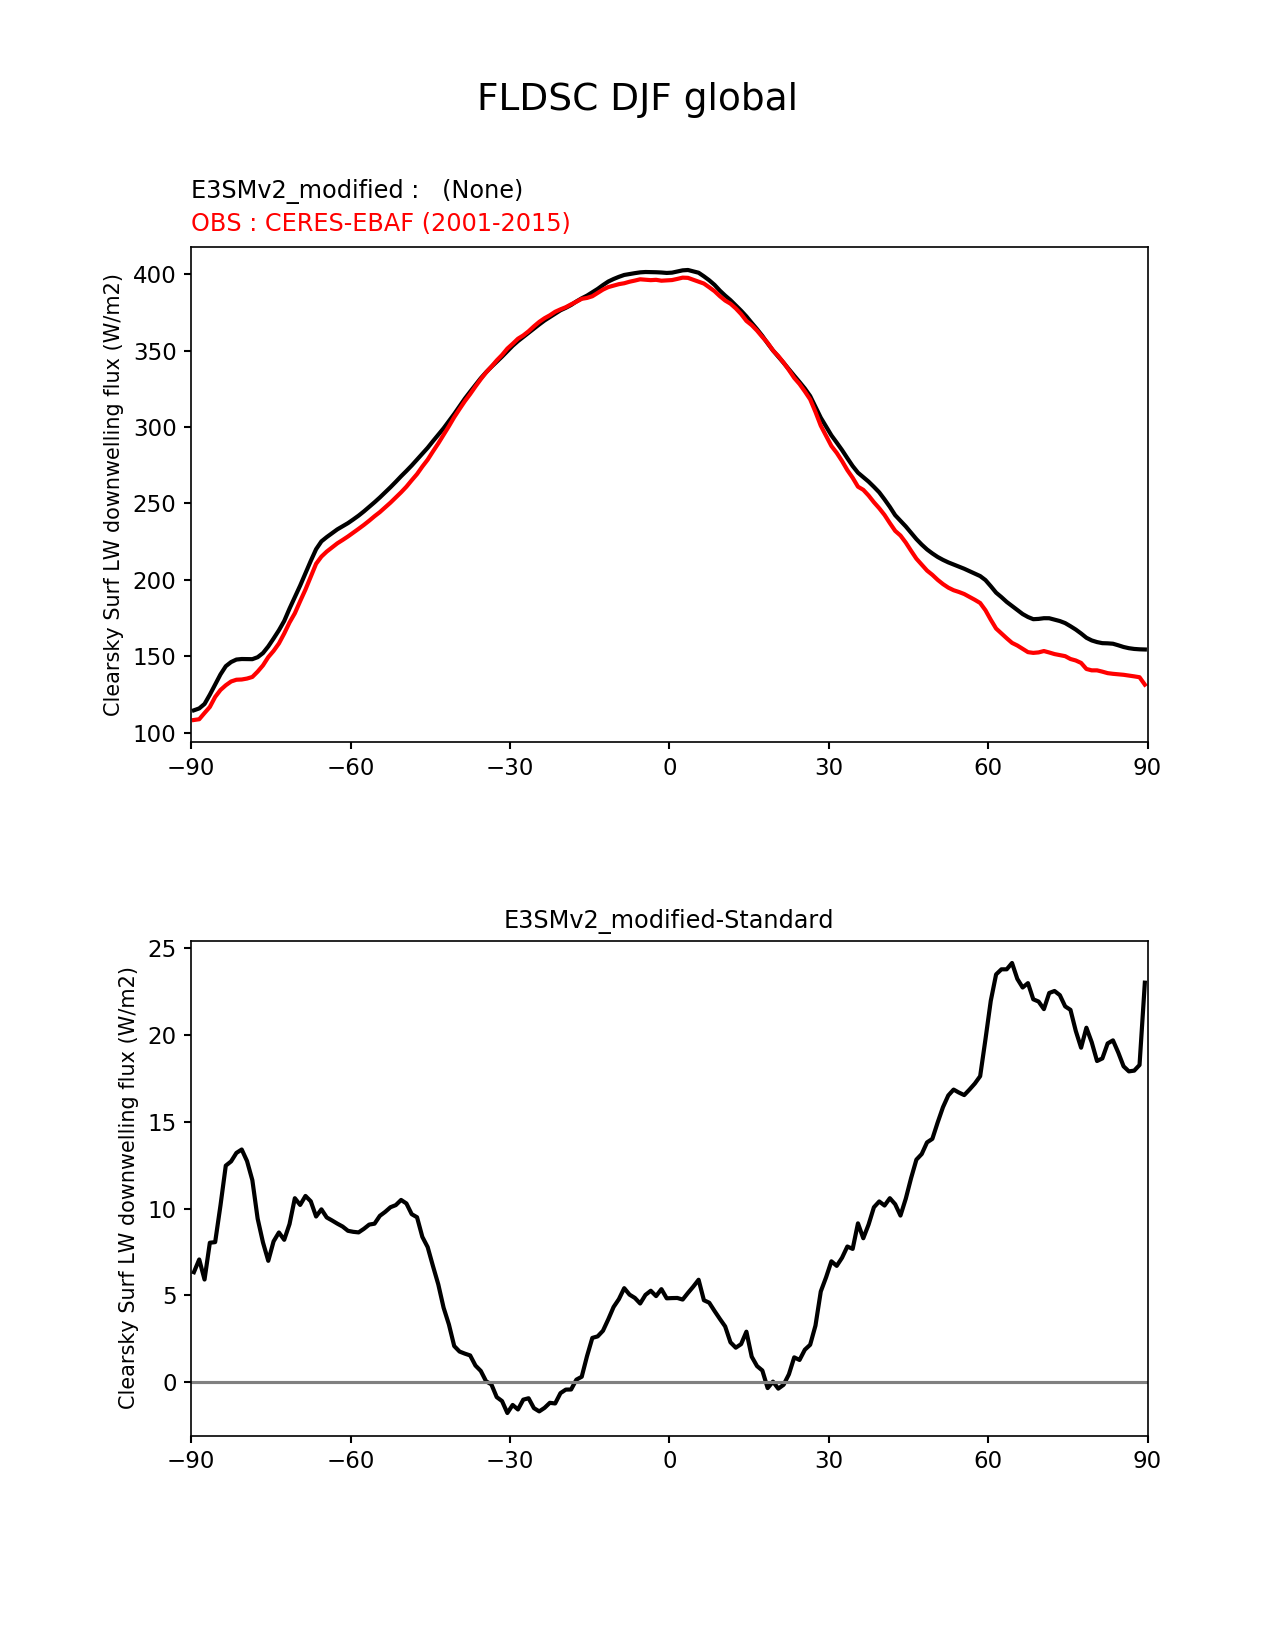 FLDSC DJF global
E3SMv2_modified :   (None)
OBS : CERES-EBAF (2001-2015)
Clearsky Surf LW downwelling flux (W/m2)
400
350
300
250
200
150
100
−90 −60 −30 0 30 60 90
E3SMv2_modified-Standard
Clearsky Surf LW downwelling flux (W/m2)
25
20
15
10
5
0
−90 −60 −30 0 30 60 90